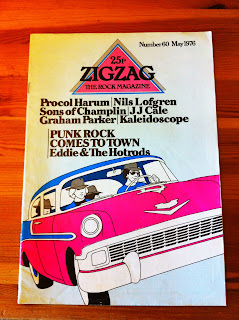 Number 60 May 1976
25p
ZIGZAG
THE ROCK MAGAZINE
Procol Harum|Nils Lofgren
Sons of Champlin|J J Cale
Graham Parker|Kaleidoscope
PUNK ROCK
COMES TO TOWN
Eddie & The Hotrods